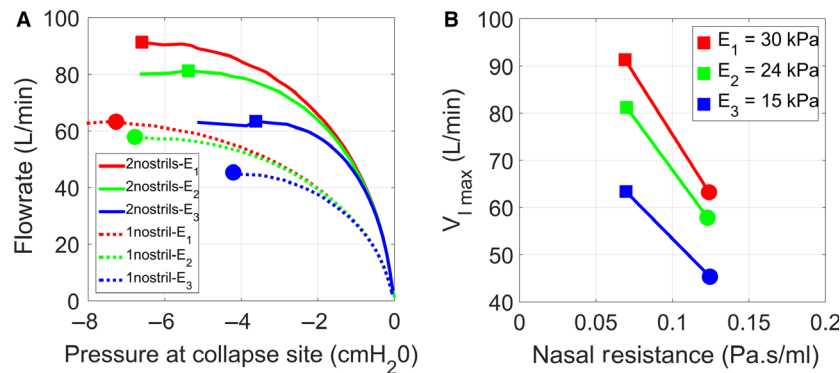 A
Flowrate (L/min)
100
80
60
40
20
0
2nostrils-E1
2nostrils-E2
2nostrils-E3
1nostril-E1
1nostril-E2
1nostril-E3
-8 -6 -4 -2 0
Pressure at collapse site (cmH20)
B
VI max (L/min)
100
90
80
70
60
50
40
E1 = 30 kPa
E2 = 24 kPa
E3 = 15 kPa
0 0.05 0.1 0.15 0.2
Nasal resistance (Pa.s/ml)